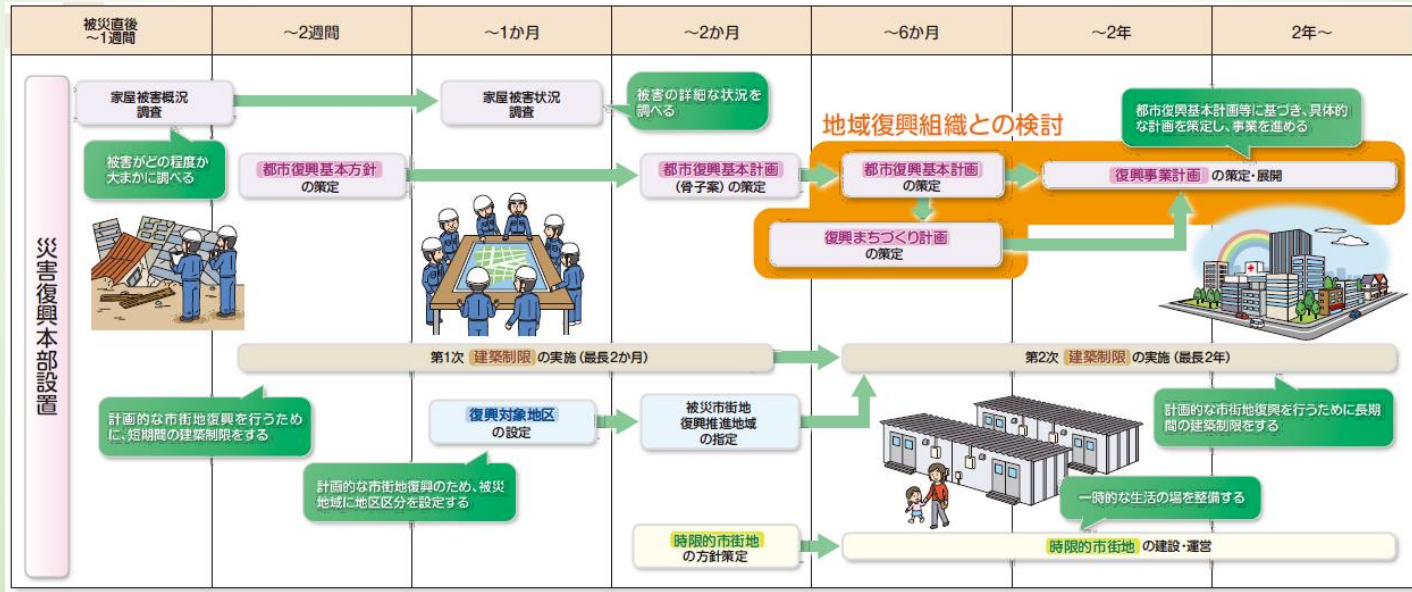 被災直後
～1週間
～2週間
～1か月
～2か月
～6か月
～2年
2年～
災害復興本部設置
家屋被害概況
調査
家屋被害状況
調査
被害の詳細な状況を
調べる
被害がどの程度か
大まかに調べる
地域復興組織との検討
都市復興基本計画等に基づき、具体的
な計画を策定し、事業を進める
都市復興基本方針
の策定
都市復興基本計画
（骨子案）の策定
都市復興基本計画
の策定
復興事業計画 の策定・展開
復興まちづくり計画
の策定
第1次 建築制限 の実施（最長2か月）
第2次 建築制限 の実施（最長2年）
計画的な市街地復興を行うため
に、短期間の建築制限をする
復興対象地区
の設定
被災市街地
復興推進地域
の指定
計画的な市街地復興を行うために長期
間の建築制限をする
計画的な市街地復興のため、被災
地域に地区区分を設定する
一時的な生活の場を整備する
時限的市街地
の方針策定
時限的市街地 の建設・運営